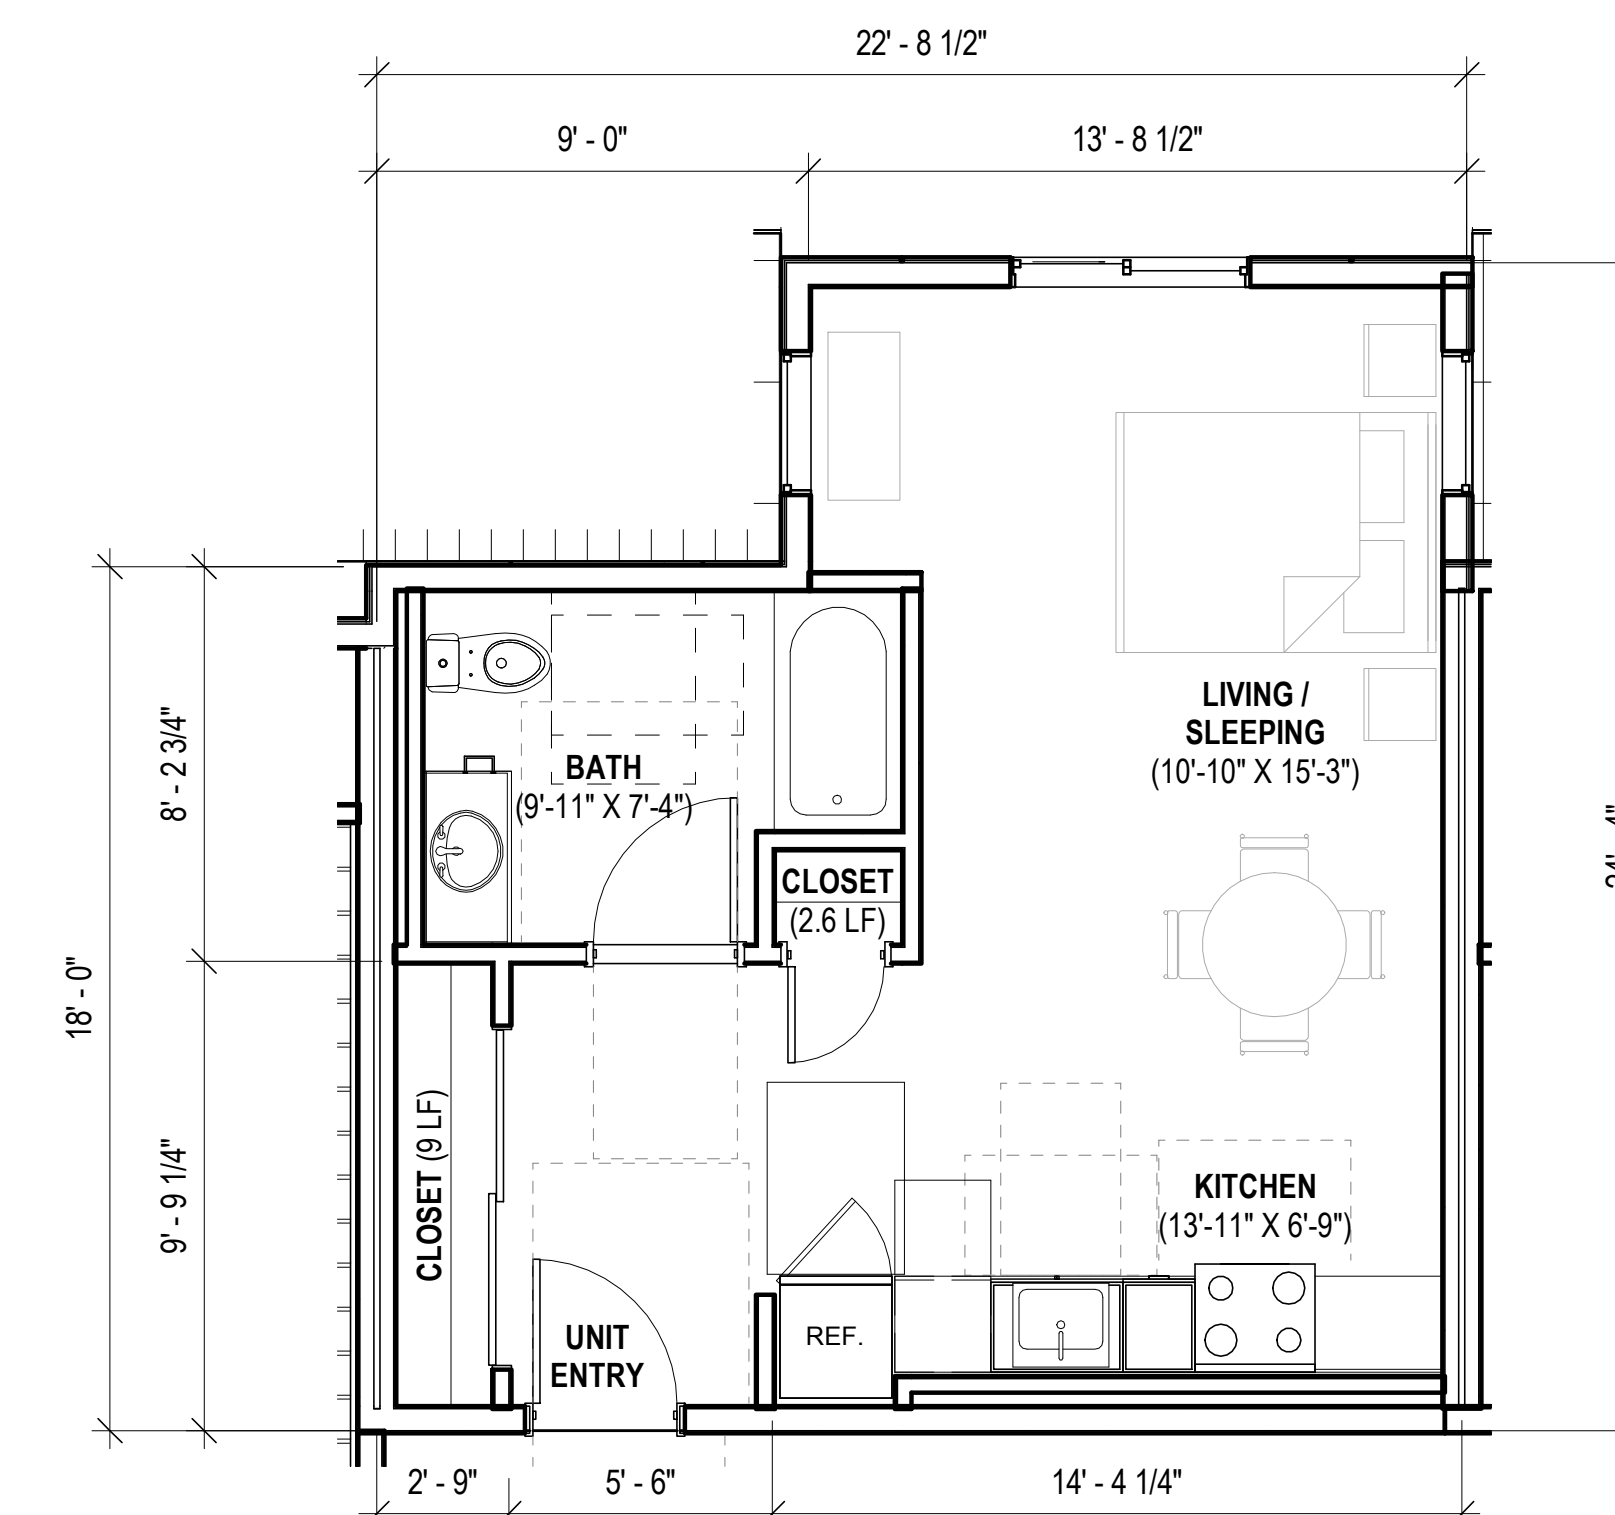 22' - 8 1/2"
9' - 0"
13' - 8 1/2"
LIVING /
SLEEPING
(10'-10" X 15'-3")
8' - 2 3/4"
BATH
(9'-11" X 7'-4")
CLOSET
(2.6 LF)
18' - 0"
9' - 9 1/4"
CLOSET (9 LF)
KITCHEN
(13'-11" X 6'-9")
REF.
UNIT
ENTRY
2' - 9"
5' - 6"
14' - 4 1/4"